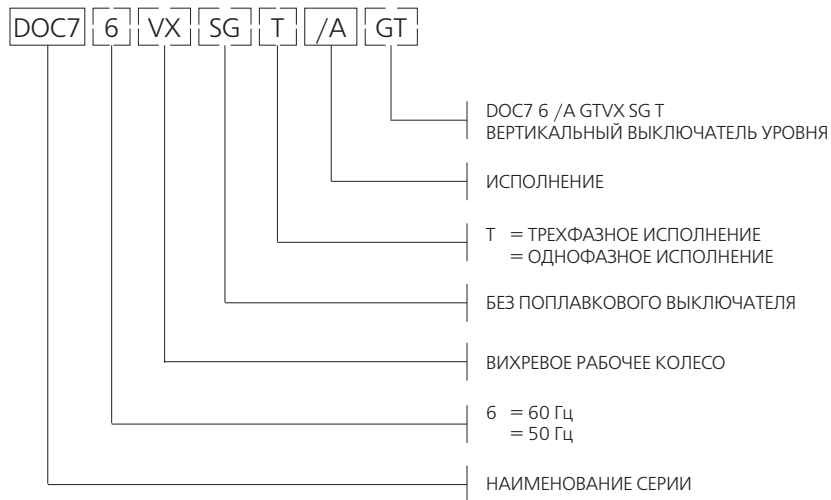 DOC7 6 VX SG T /A GT
DOC7 6 /A GTVX SG T
ВЕРТИКАЛЬНЫЙ ВЫКЛЮЧАТЕЛЬ УРОВНЯ
ИСПОЛНЕНИЕ
T = ТРЕХФАЗНОЕ ИСПОЛНЕНИЕ
= ОДНОФАЗНОЕ ИСПОЛНЕНИЕ
БЕЗ ПОПЛАВКОВОГО ВЫКЛЮЧАТЕЛЯ
ВИХРЕВОЕ РАБОЧЕЕ КОЛЕСО
6 = 60 Гц
= 50 Гц
НАИМЕНОВАНИЕ СЕРИИ